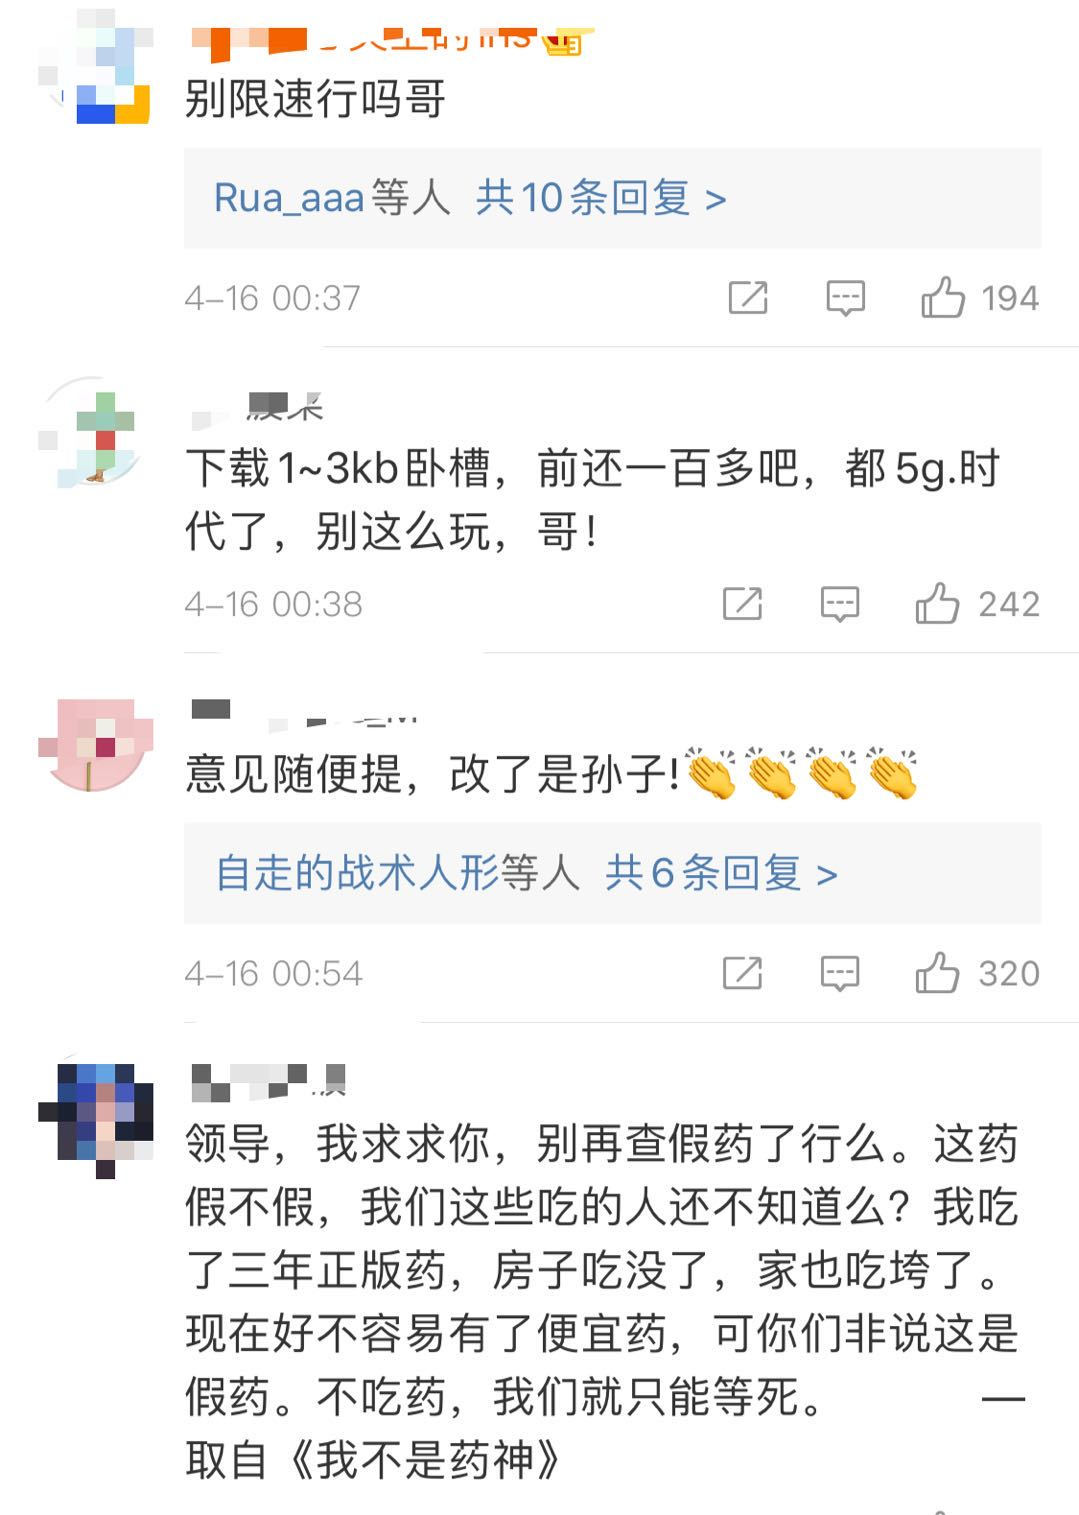 别限速行吗哥
Rua_aaa等人 共10条回复 >
4-16 00:37 194
下载1~3kb卧槽，前还一百多吧，都5g.时
代了，别这么玩，哥！
4-16 00:38 242
意见随便提，改了是孙子!👏👏👏👏
自走的战术人形等人 共6条回复 >
4-16 00:54 320
领导，我求求你，别再查假药了行么。这药
假不假，我们这些吃的人还不知道么？我吃
了三年正版药，房子吃没了，家也吃垮了。
现在好不容易有了便宜药，可你们非说这是
假药。不吃药，我们就只能等死。 —
取自《我不是药神》